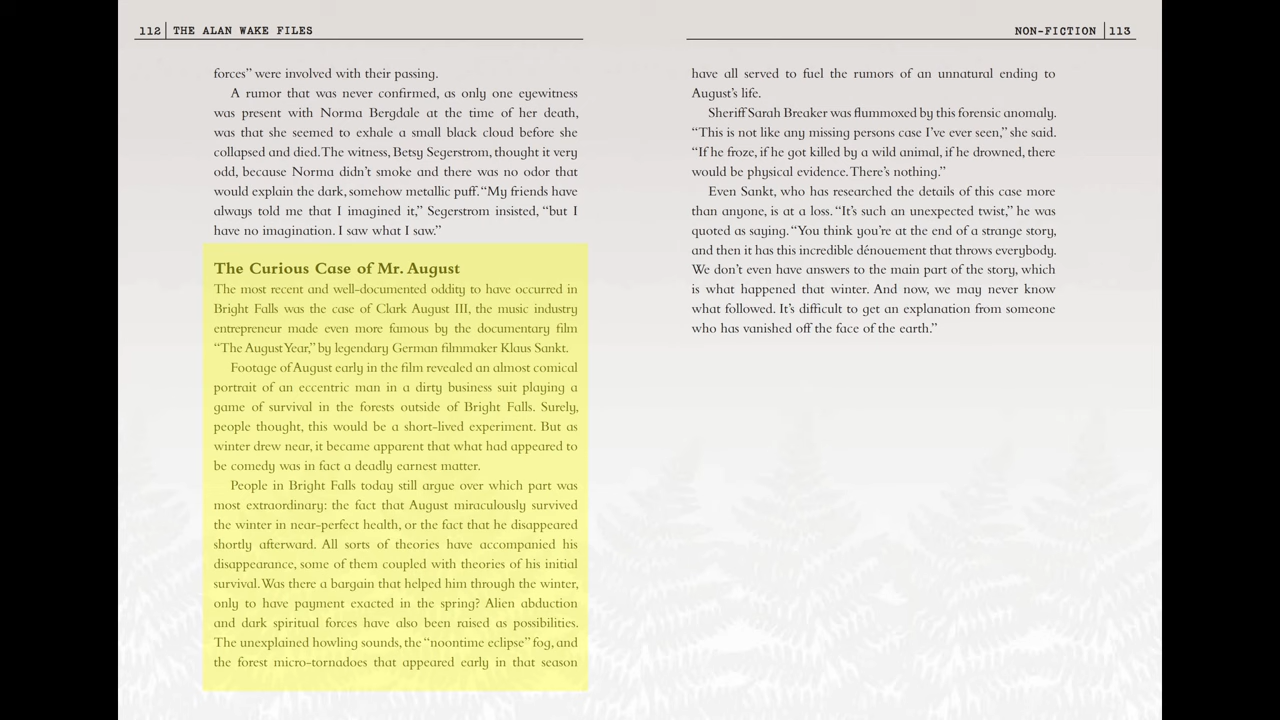 112 THE ALAN WAKE FILES
forces” were involved with their passing.
A rumor that was never confirmed, as only one eyewitness
was present with Norma Bergdale at the time of her death,
was that she seemed to exhale a small black cloud before she
collapsed and died. The witness, Betsy Segerstrom, thought it very
odd, because Norma didn’t smoke and there was no odor that
would explain the dark, somehow metallic puff. “My friends have
always told me that I imagined it,” Segerstrom insisted, “but I
have no imagination. I saw what I saw.”
The Curious Case of Mr. August
The most recent and well-documented oddity to have occurred in
Bright Falls was the case of Clark August III, the music industry
entrepreneur made even more famous by the documentary film
“The August Year,” by legendary German filmmaker Klaus Sankt.
Footage of August early in the film revealed an almost comical
portrait of an eccentric man in a dirty business suit playing a
game of survival in the forests outside of Bright Falls. Surely,
people thought, this would be a short-lived experiment. But as
winter drew near, it became apparent that what had appeared to
be comedy was in fact a deadly earnest matter.
People in Bright Falls today still argue over which part was
most extraordinary: the fact that August miraculously survived
the winter in near-perfect health, or the fact that he disappeared
shortly afterward. All sorts of theories have accompanied his
disappearance, some of them coupled with theories of his initial
survival. Was there a bargain that helped him through the winter,
only to have payment exacted in the spring? Alien abduction
and dark spiritual forces have also been raised as possibilities.
The unexplained howling sounds, the “noontime eclipse” fog, and
the forest micro-tornadoes that appeared early in that season
NON-FICTION 113
have all served to fuel the rumors of an unnatural ending to
August’s life.
Sheriff Sarah Breaker was flummoxed by this forensic anomaly.
“This is not like any missing persons case I’ve ever seen,” she said.
“If he froze, if he got killed by a wild animal, if he drowned, there
would be physical evidence. There’s nothing.”
Even Sankt, who has researched the details of this case more
than anyone, is at a loss. “It’s such an unexpected twist,” he was
quoted as saying. “You think you’re at the end of a strange story,
and then it has this incredible dénouement that throws everybody.
We don’t even have answers to the main part of the story, which
is what happened that winter. And now, we may never know
what followed. It’s difficult to get an explanation from someone
who has vanished off the face of the earth.”